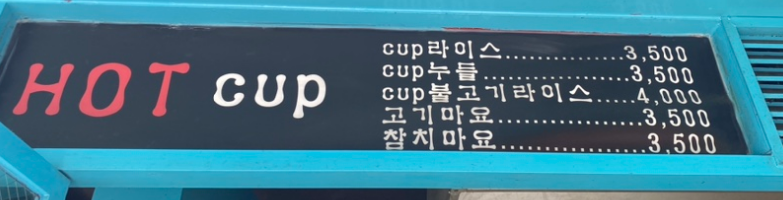 HOT cup
cup라이스..............3,500
cup누들..................3,500
cup불고기라이스.....4,000
고기마요.................3,500
참치마요.................3,500